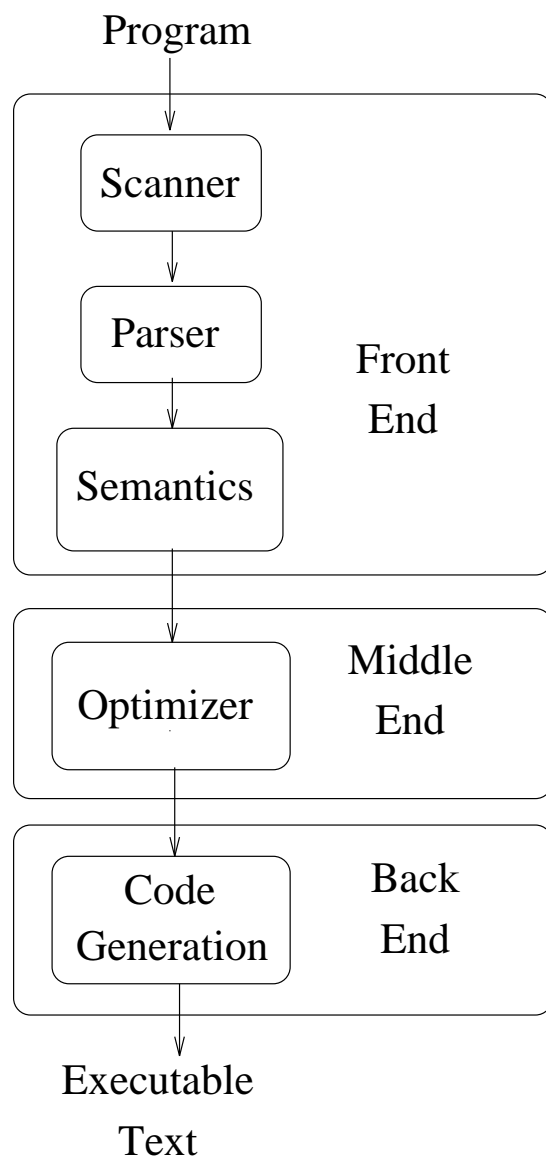 Program
Scanner
Parser
Front
End
Semantics
Middle
End
Optimizer
Back
End
Code
Generation
Executable
Text